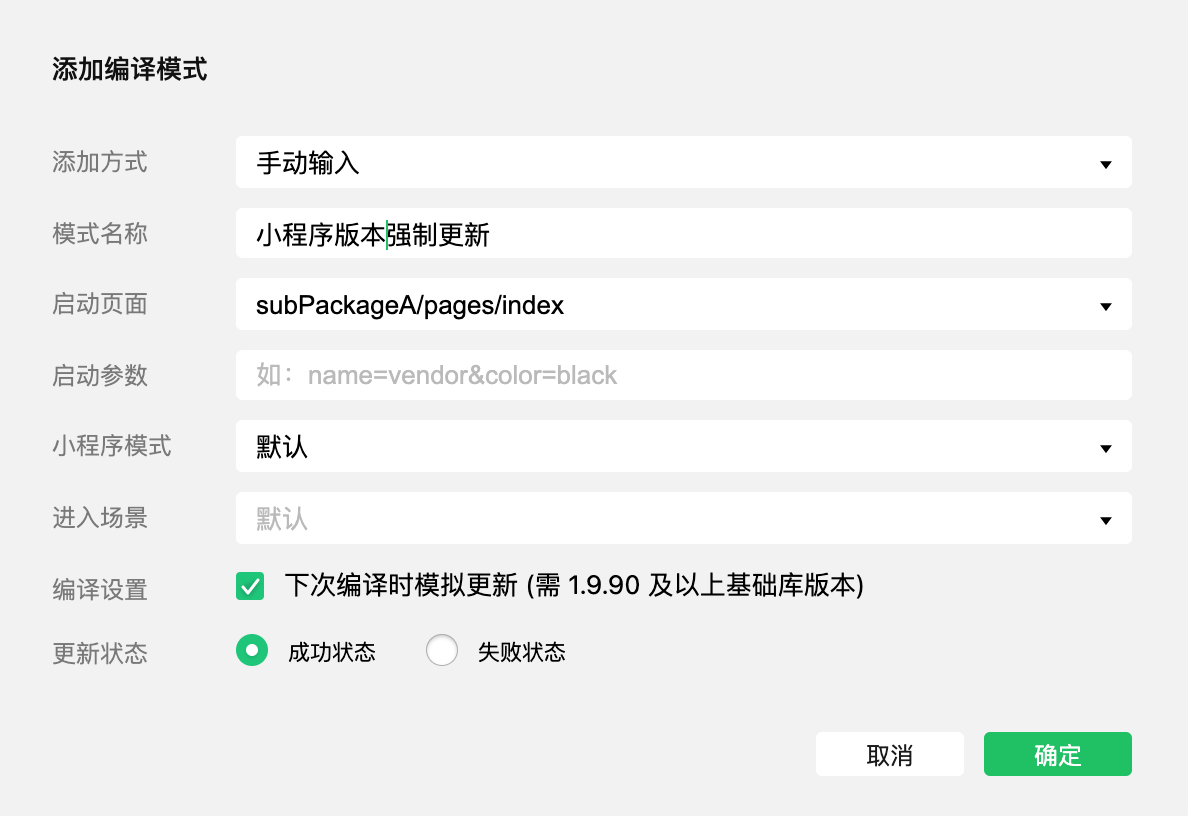 添加编译模式
添加方式 手动输入
模式名称 小程序版本强制更新
启动页面 subPackageA/pages/index
启动参数 如：name=vendor&color=black
小程序模式 默认
进入场景 默认
编译设置 下次编译时模拟更新 (需 1.9.90 及以上基础库版本)
更新状态 成功状态 失败状态
取消 确定